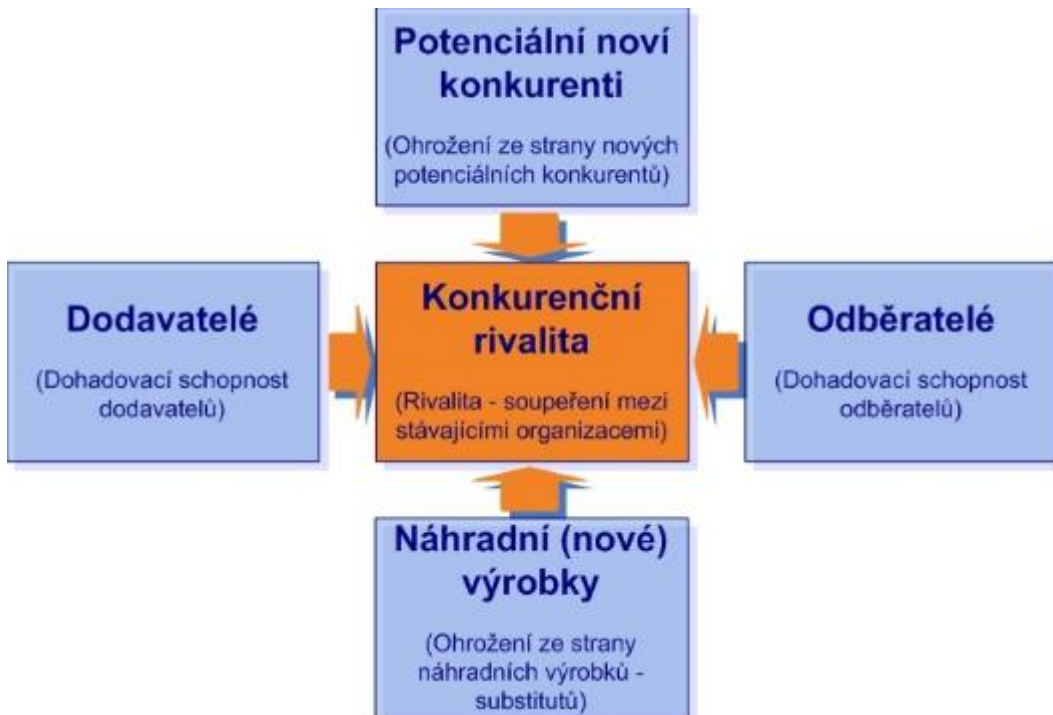 Potenciální noví
konkurenti
(Ohrožení ze strany nových
potenciálních konkurentů)
Dodavatelé
(Dohadovací schopnost
dodavatelů)
Konkurenční
rivalita
(Rivalita - soupeření mezi
stávajícími organizacemi)
Odběratelé
(Dohadovací schopnost
odběratelů)
Náhradní (nové)
výrobky
(Ohrožení ze strany
náhradních výrobků -
substitutů)